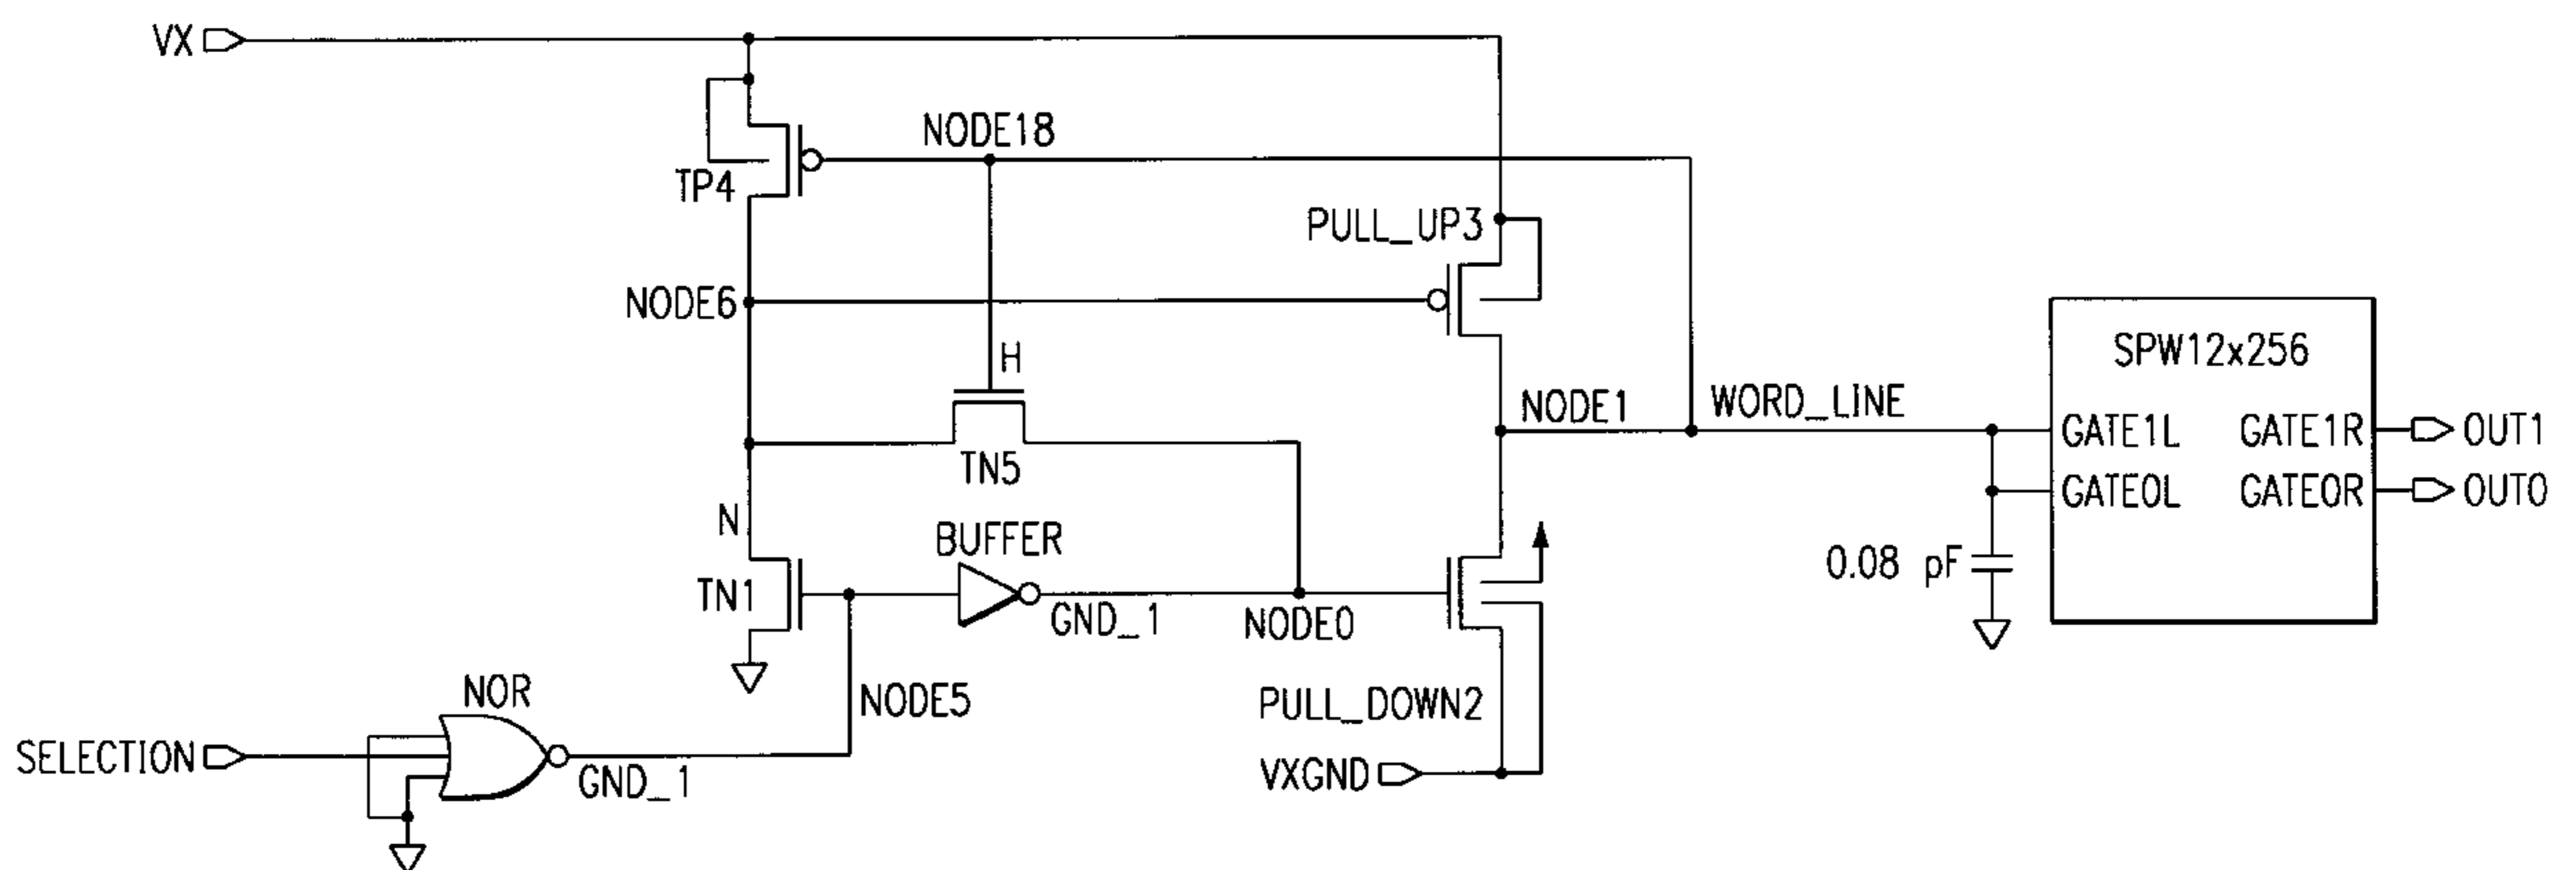 VX
NODE18
TP4
PULL_UP3
NODE6
SPW12x256
H
NODE1
WORD_LINE
GATE1L
GATE1R
OUT1
TN5
GATE0L
GATE0R
OUT0
N
BUFFER
0.08 pF
TN1
GND_1
NODE0
NOR
NODE5
PULL_DOWN2
SELECTION
GND_1
VXGND